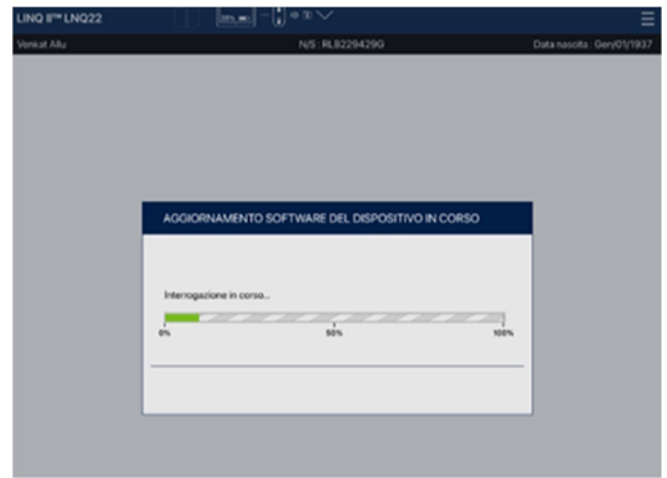 LINQ II™ LNQ22
Venkat Allu N/S : RLB229429G Data nascita : Gen/01/1937
AGGIORNAMENTO SOFTWARE DEL DISPOSITIVO IN CORSO
Interrogazione in corso...
0% 50% 100%